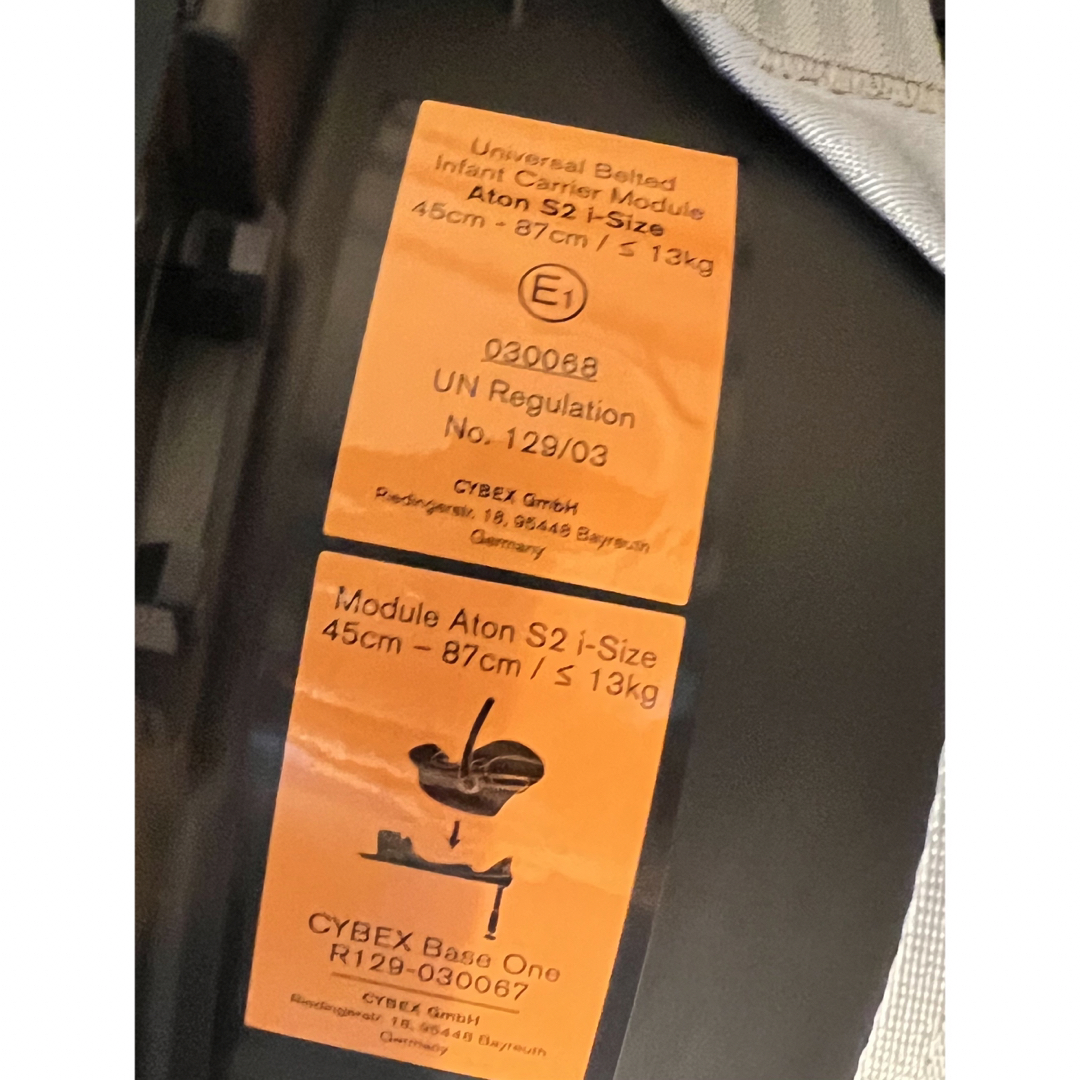 Universal Belted
Infant Carrier Module
Aton S2 i-Size
45cm - 87cm / ≤ 13kg
E1
030068
UN Regulation
No. 129/03
CYBEX GmbH
Riedingerstr. 18, 95448 Bayreuth
Germany
Module Aton S2 i-Size
45cm – 87cm / ≤ 13kg
CYBEX Base One
R129-030067
CYBEX GmbH
Riedingerstr. 18, 95448 Bayreuth
Germany